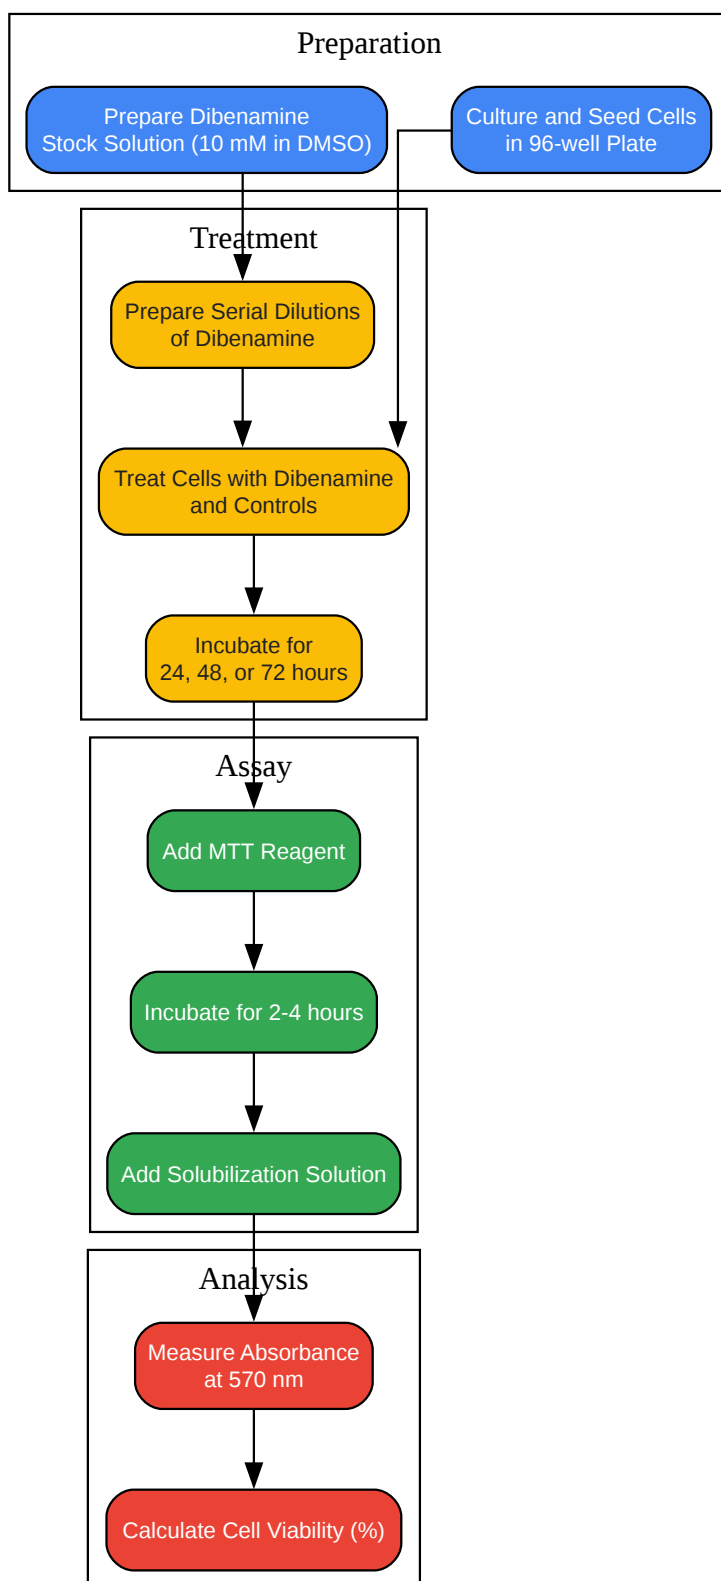 Preparation
Prepare Dibenamine
Stock Solution (10 mM in DMSO)
Culture and Seed Cells
in 96-well Plate
Treatment
Prepare Serial Dilutions
of Dibenamine
Treat Cells with Dibenamine
and Controls
Incubate for
24, 48, or 72 hours
Assay
Add MTT Reagent
Incubate for 2-4 hours
Add Solubilization Solution
Analysis
Measure Absorbance
at 570 nm
Calculate Cell Viability (%)